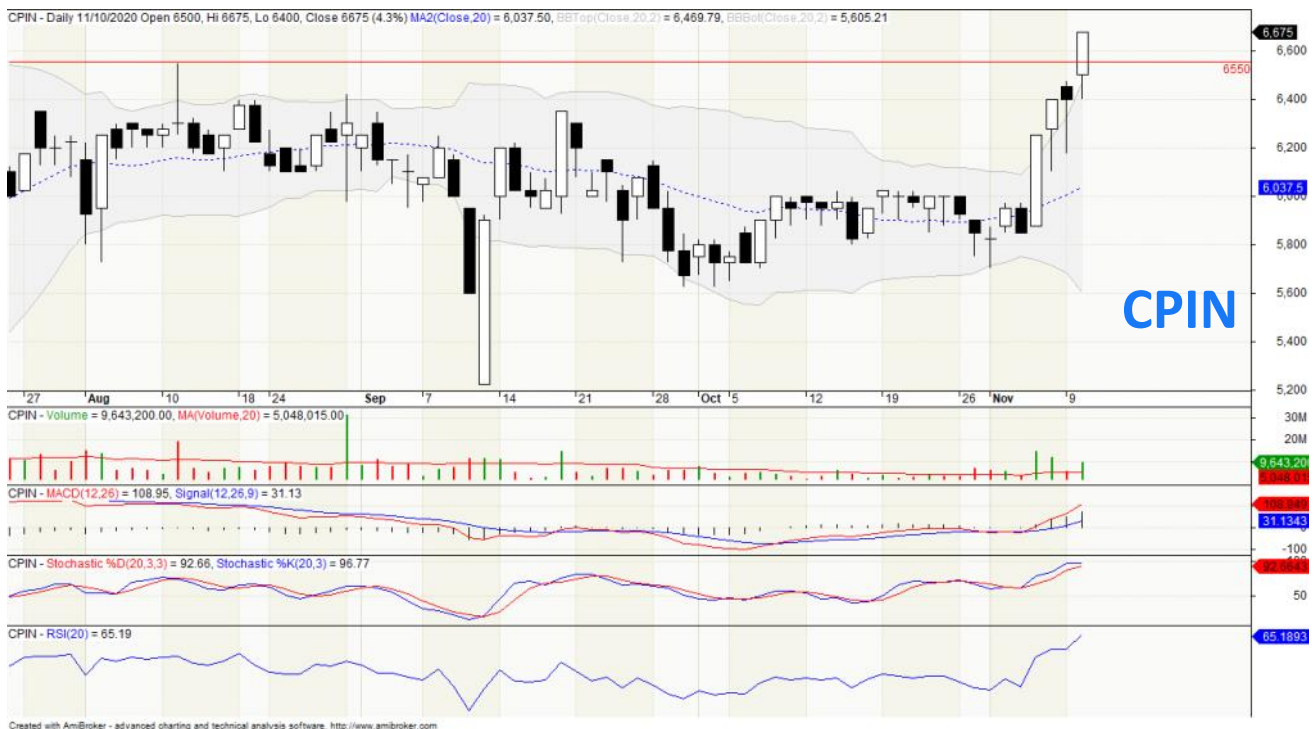 CPIN - Daily 11/10/2020 Open 6500, Hi 6675, Lo 6400, Close 6675 (4.3%) MA2(Close,20) = 6,037.50, BBTop(Close,20,2) = 6,469.79, BBBot(Close,20,2) = 5,605.21
6,675
6,600
6550
6,400
6,200
6,037.5
6,000
5,800
5,600
CPIN
5,400
5,200
27 Aug 10 18 24 Sep 7 14 21 28 Oct 5 12 19 26 Nov 9
CPIN - Volume = 9,643,200.00, MA(Volume,20) = 5,048,015.00
30M
20M
9,643,200
5,048,015
CPIN - MACD(12,26) = 108.95, Signal(12,26,9) = 31.13
108.949
31.1343
-100
CPIN - Stochastic %D(20,3,3) = 92.66, Stochastic %K(20,3) = 96.77
92.6643
50
CPIN - RSI(20) = 65.19
65.1893
Created with AmiBroker - advanced charting and technical analysis software. http://www.amibroker.com